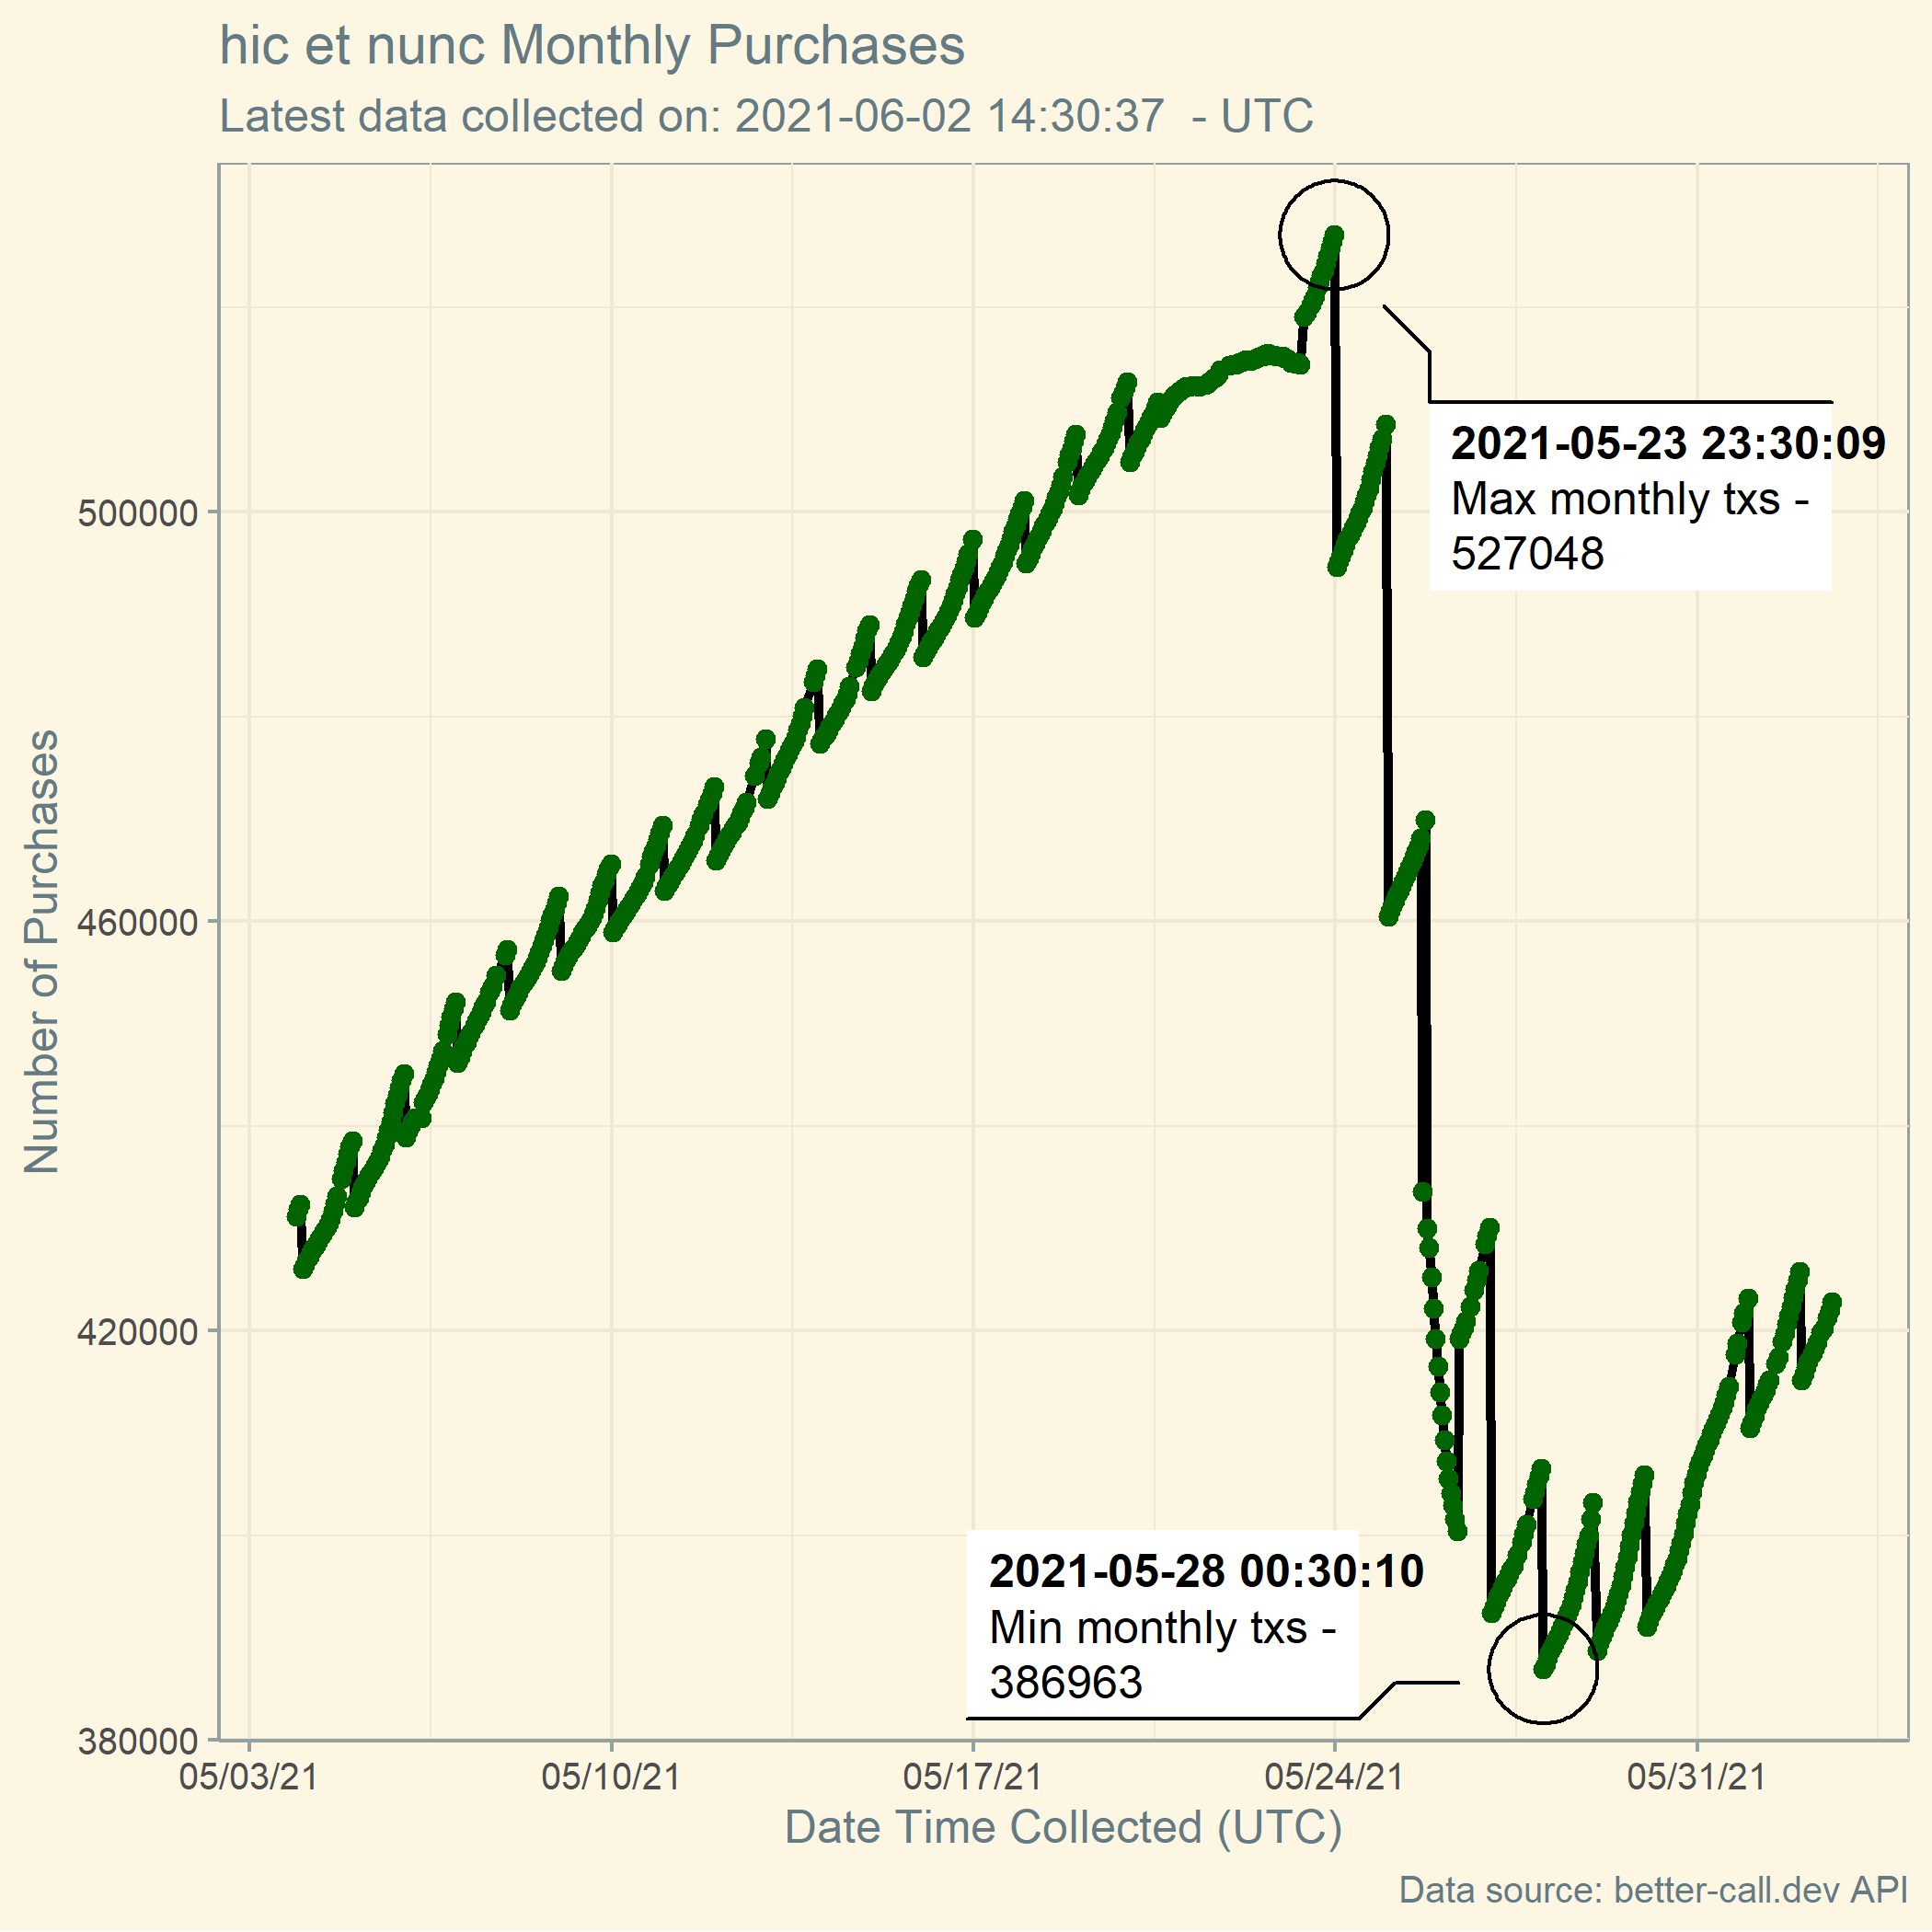 hic et nunc Monthly Purchases
Latest data collected on: 2021-06-02 14:30:37  - UTC
2021-05-23 23:30:09
Max monthly txs -
527048
2021-05-28 00:30:10
Min monthly txs -
386963
Number of Purchases
500000
460000
420000
380000
05/03/21
05/10/21
05/17/21
05/24/21
05/31/21
Date Time Collected (UTC)
Data source: better-call.dev API